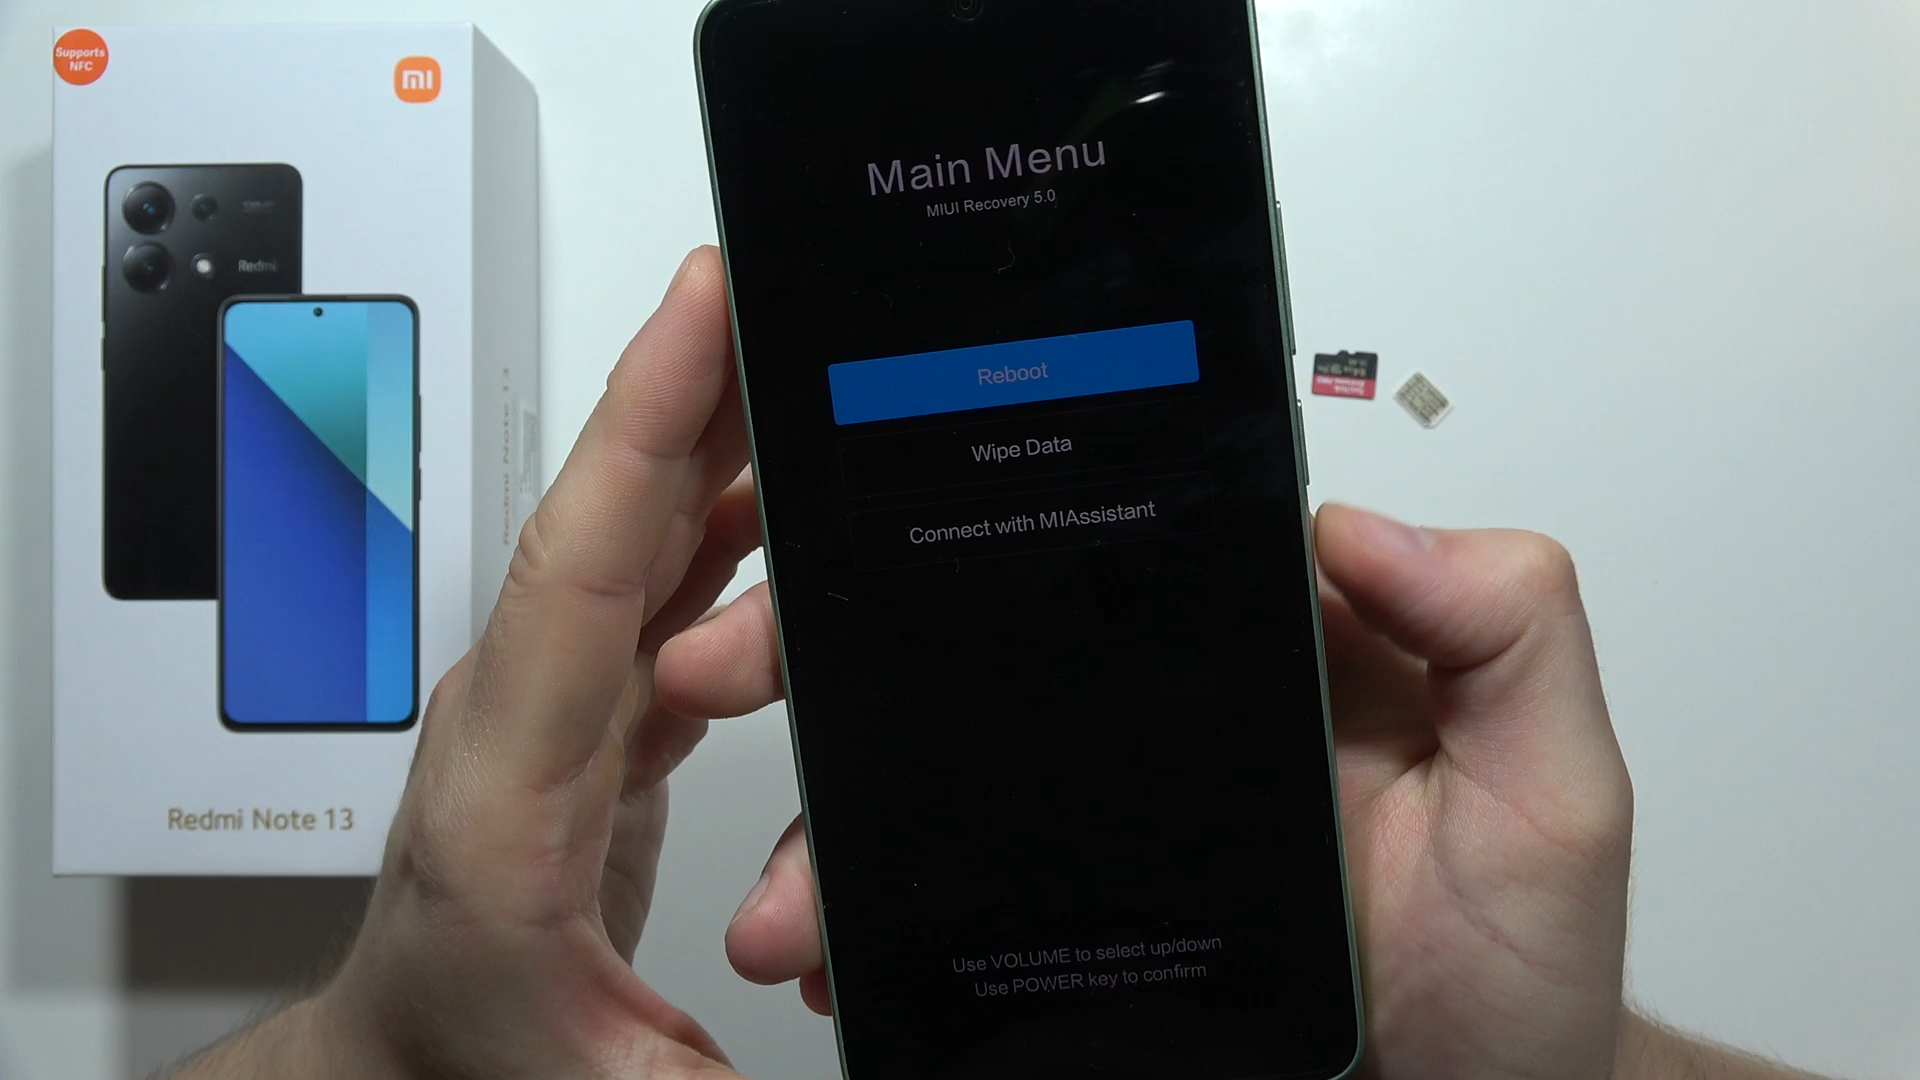 Supports
NFC
Redmi
Redmi Note 13
Redmi Note 13
Main Menu
MIUI Recovery 5.0
Reboot
Wipe Data
Connect with MIAssistant
Use VOLUME to select up/down
Use POWER key to confirm